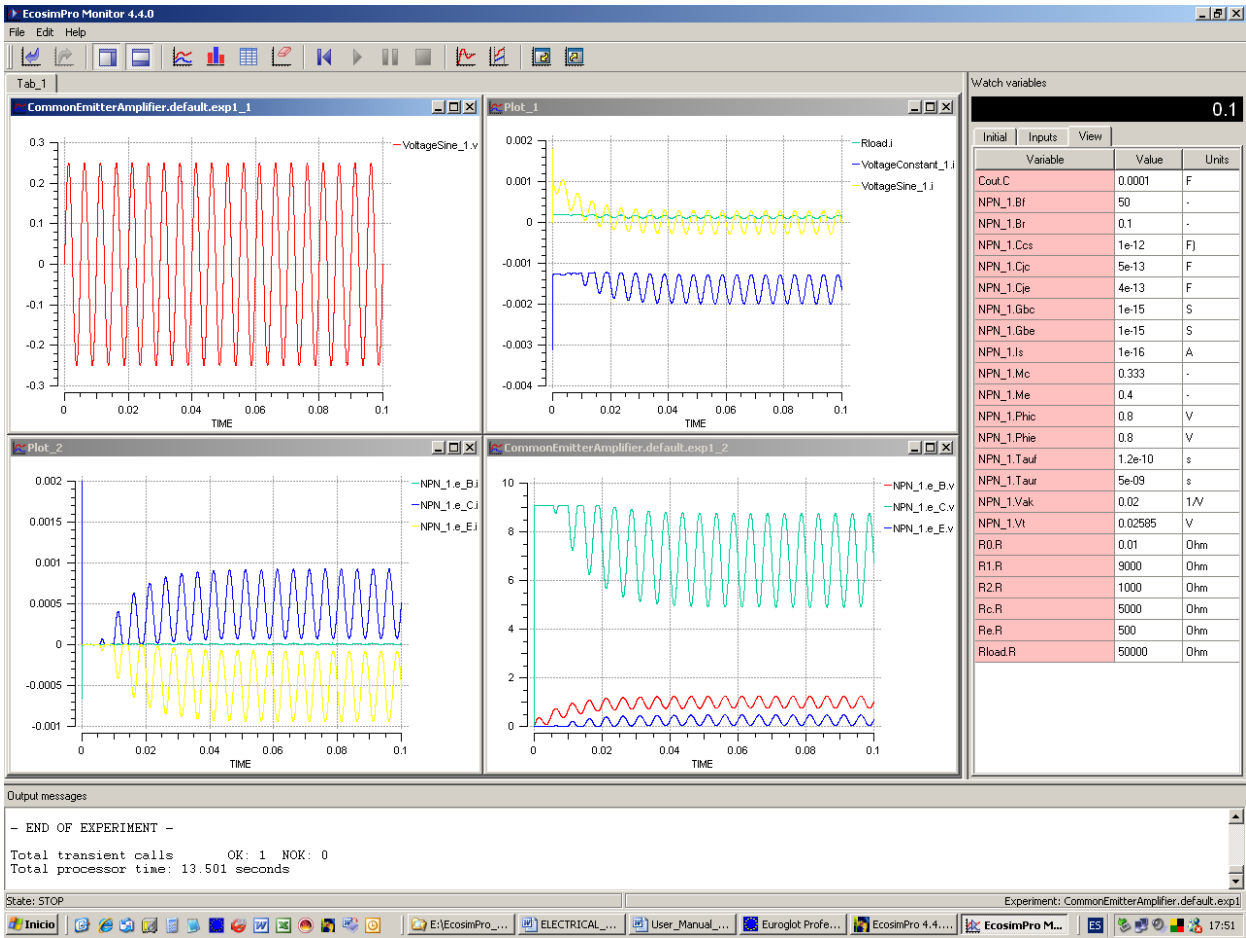 EcosimPro Monitor 4.4.0
File Edit Help
Tab_1
CommonEmitterAmplifier.default.exp1_1
0.3
0.2
0.1
0
-0.1
-0.2
-0.3
0 0.02 0.04 0.06 0.08 0.1
TIME
VoltageSine_1.v
Plot_1
0.002
0.001
0
-0.001
-0.002
-0.003
-0.004
0 0.02 0.04 0.06 0.08 0.1
TIME
Rload.i
VoltageConstant_1.i
VoltageSine_1.i
Plot_2
0.002
0.0015
0.001
0.0005
0
-0.0005
-0.001
0 0.02 0.04 0.06 0.08 0.1
TIME
NPN_1.e_B.i
NPN_1.e_C.i
NPN_1.e_E.i
CommonEmitterAmplifier.default.exp1_2
10
8
6
4
2
0
0 0.02 0.04 0.06 0.08 0.1
TIME
NPN_1.e_B.v
NPN_1.e_C.v
NPN_1.e_E.v
Watch variables
0.1
Initial Inputs View
Variable Value Units
Cout.C 0.0001 F
NPN_1.Bf 50 -
NPN_1.Br 0.1 -
NPN_1.Ccs 1e-12 F)
NPN_1.Cjc 5e-13 F
NPN_1.Cje 4e-13 F
NPN_1.Gbc 1e-15 S
NPN_1.Gbe 1e-15 S
NPN_1.Is 1e-16 A
NPN_1.Mc 0.333 -
NPN_1.Me 0.4 -
NPN_1.Phic 0.8 V
NPN_1.Phie 0.8 V
NPN_1.Tauf 1.2e-10 s
NPN_1.Taur 5e-09 s
NPN_1.Vak 0.02 1/V
NPN_1.Vt 0.02585 V
R0.R 0.01 Ohm
R1.R 9000 Ohm
R2.R 1000 Ohm
Rc.R 5000 Ohm
Re.R 500 Ohm
Rload.R 50000 Ohm
Output messages
- END OF EXPERIMENT -
Total transient calls OK: 1 NOK: 0
Total processor time: 13.501 seconds
State: STOP
Experiment: CommonEmitterAmplifier.default.exp1
Inicio E:\EcosimPro_... ELECTRICAL_... User_Manual_... Euroglot Profe... EcosimPro 4.4.... EcosimPro M... ES 17:51